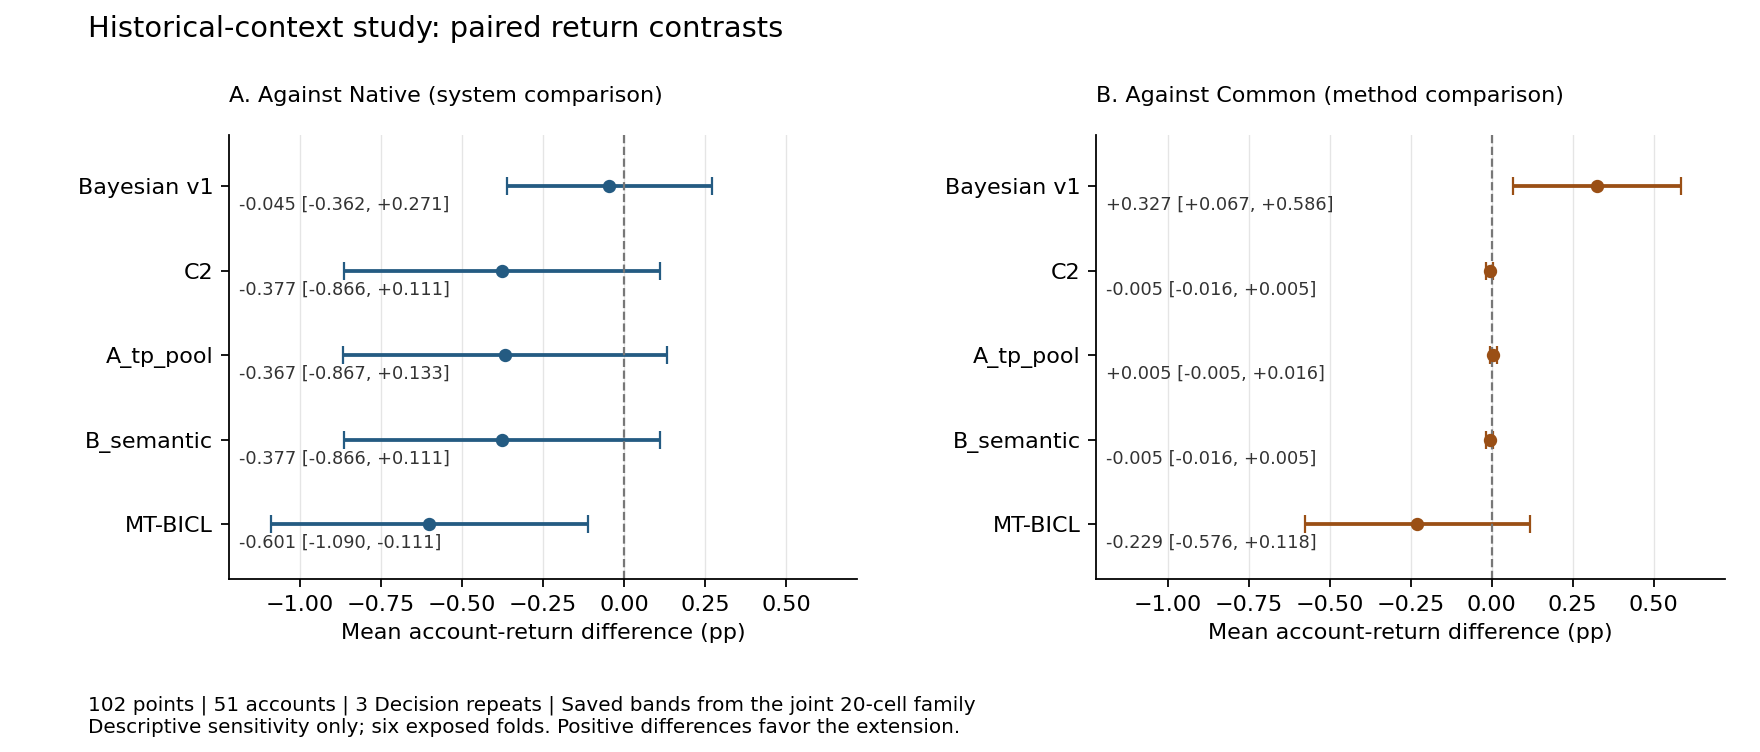 Historical-context study: paired return contrasts
A. Against Native (system comparison)
Bayesian v1
-0.045 [-0.362, +0.271]
C2
-0.377 [-0.866, +0.111]
A_tp_pool
-0.367 [-0.867, +0.133]
B_semantic
-0.377 [-0.866, +0.111]
MT-BICL
-0.601 [-1.090, -0.111]
−1.00 −0.75 −0.50 −0.25 0.00 0.25 0.50
Mean account-return difference (pp)
B. Against Common (method comparison)
Bayesian v1
+0.327 [+0.067, +0.586]
C2
-0.005 [-0.016, +0.005]
A_tp_pool
+0.005 [-0.005, +0.016]
B_semantic
-0.005 [-0.016, +0.005]
MT-BICL
-0.229 [-0.576, +0.118]
−1.00 −0.75 −0.50 −0.25 0.00 0.25 0.50
Mean account-return difference (pp)
102 points | 51 accounts | 3 Decision repeats | Saved bands from the joint 20-cell family
Descriptive sensitivity only; six exposed folds. Positive differences favor the extension.